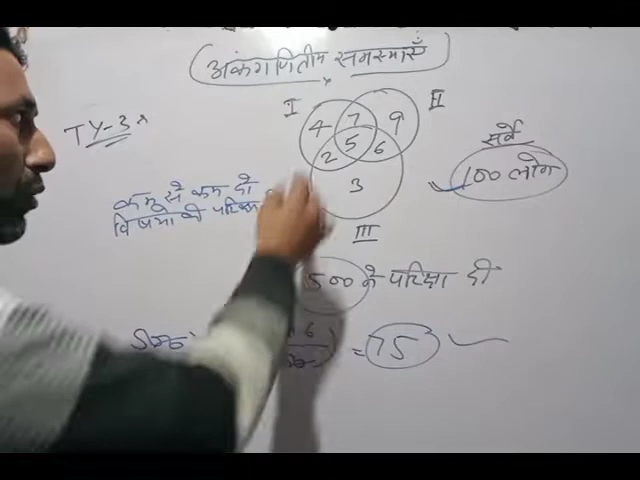 अंकगणितीय समस्याएँ
TY-3
I
II
4 7 9
5
2 6
3
III
सर्वे
100 लोग
कम से कम दो
विषयों की परिक्षा
500 ने परिक्षा दी
= 75